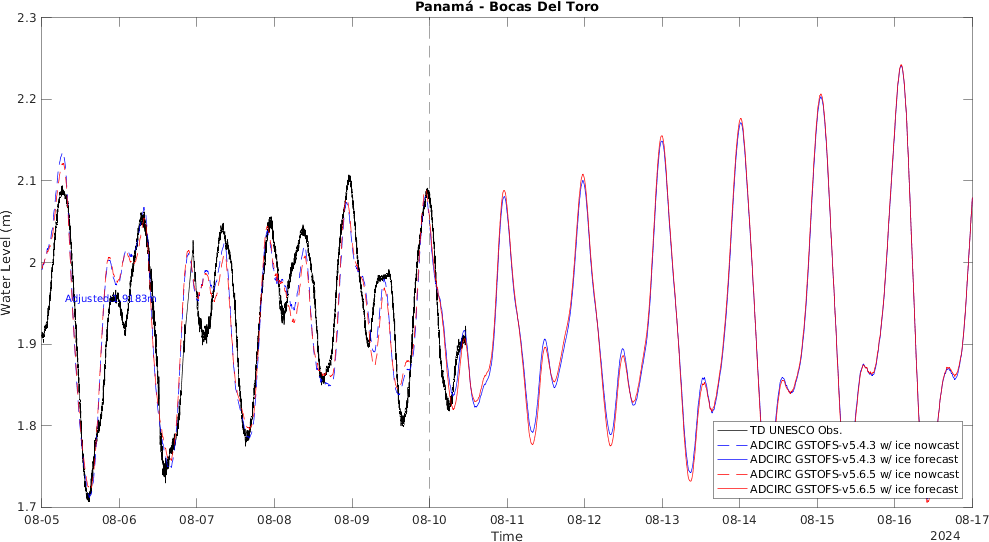 Panamá - Bocas Del Toro
2.3
2.2
2.1
2
1.9
1.8
1.7
Water Level (m)
08-05
08-06
08-07
08-08
08-09
08-10
08-11
08-12
08-13
08-14
08-15
08-16
08-17
Time
2024
TD UNESCO Obs.
ADCIRC GSTOFS-v5.4.3 w/ ice nowcast
ADCIRC GSTOFS-v5.4.3 w/ ice forecast
ADCIRC GSTOFS-v5.6.5 w/ ice nowcast
ADCIRC GSTOFS-v5.6.5 w/ ice forecast